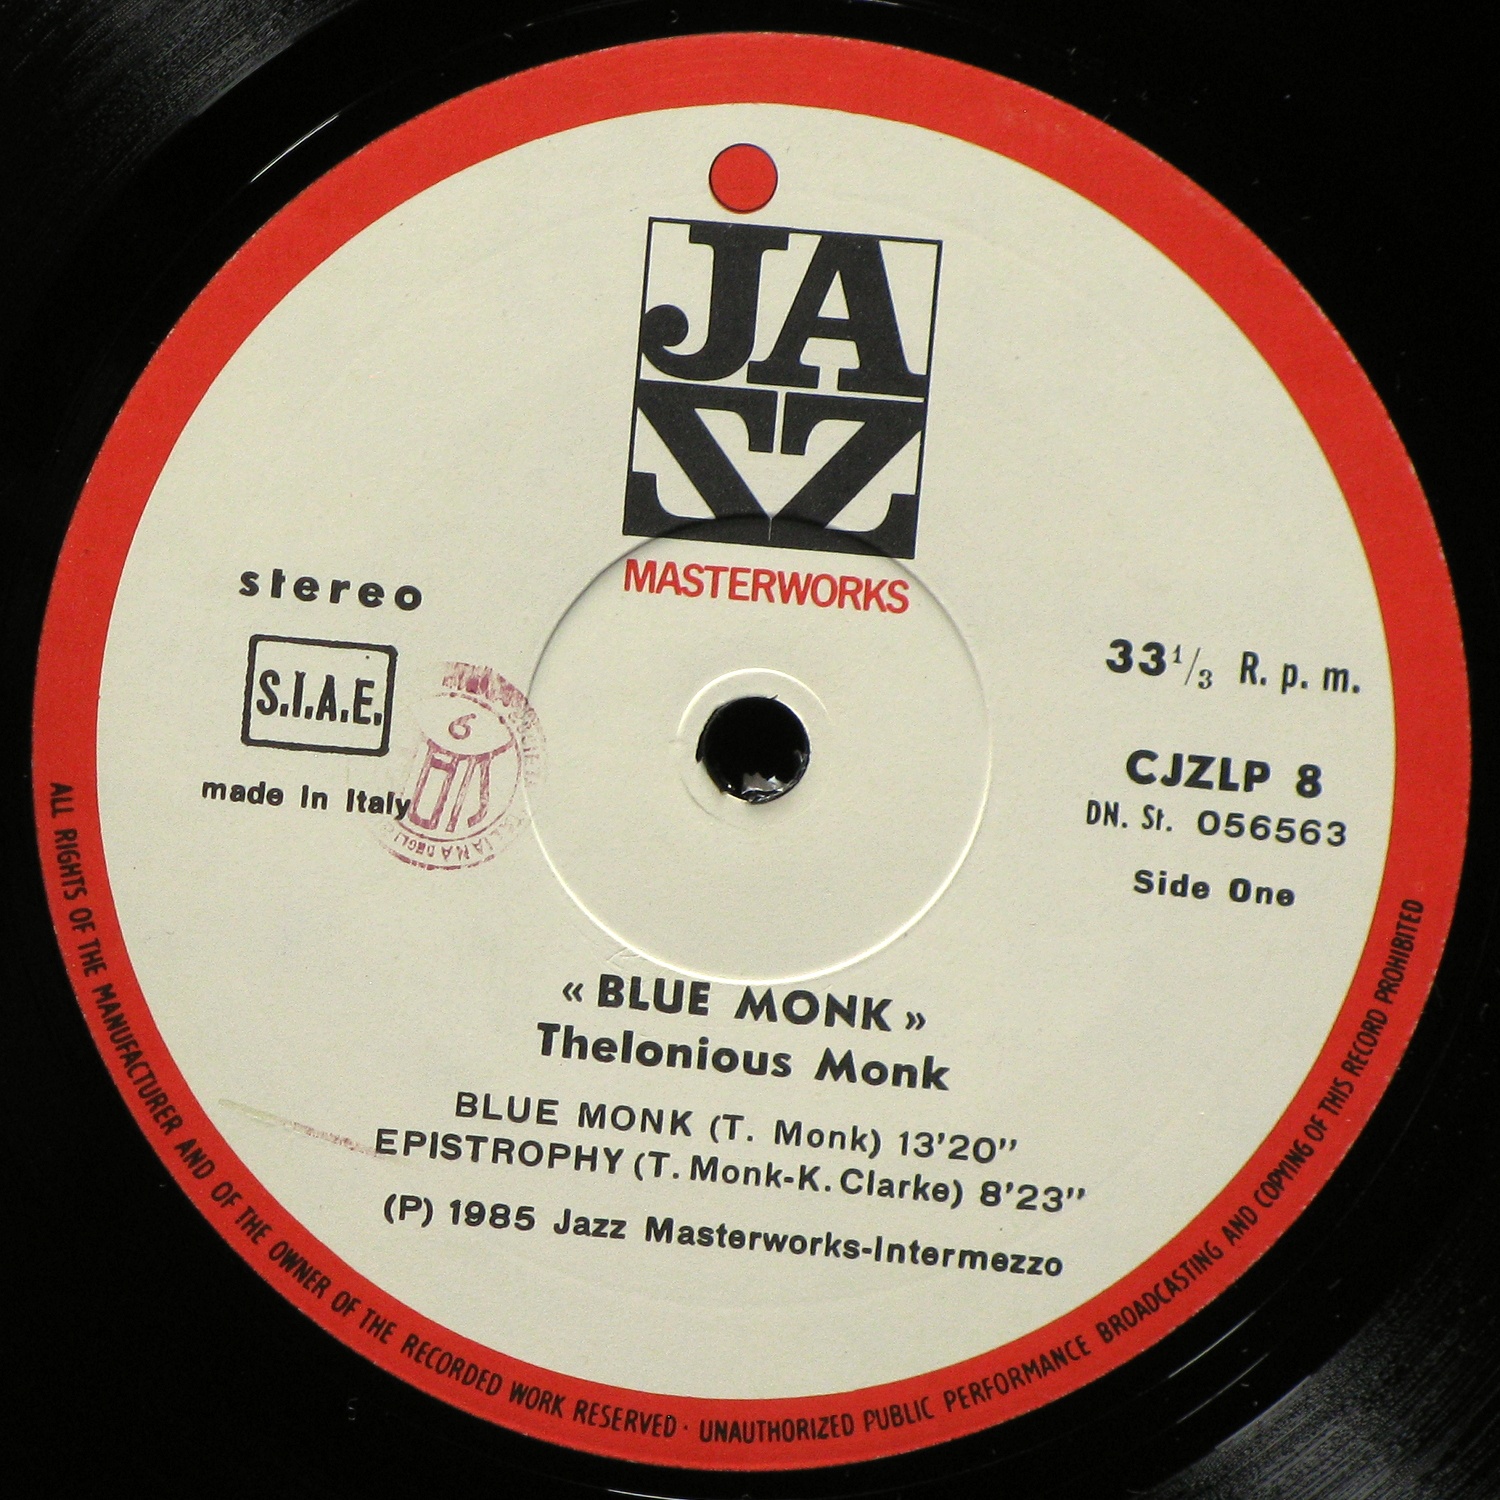 JA
ZZ
MASTERWORKS
stereo
S.I.A.E.
made in Italy
6
33 1/3 R. p. m.
CJZLP 8
DN. St. 056563
Side One
« BLUE MONK »
Thelonious Monk
BLUE MONK (T. Monk) 13'20''
EPISTROPHY (T. Monk-K. Clarke) 8'23''
(P) 1985 Jazz Masterworks-Intermezzo
ALL RIGHTS OF THE MANUFACTURER AND OF THE OWNER OF THE RECORDED WORK RESERVED · UNAUTHORIZED PUBLIC PERFORMANCE BROADCASTING AND COPYING OF THIS RECORD PROHIBITED